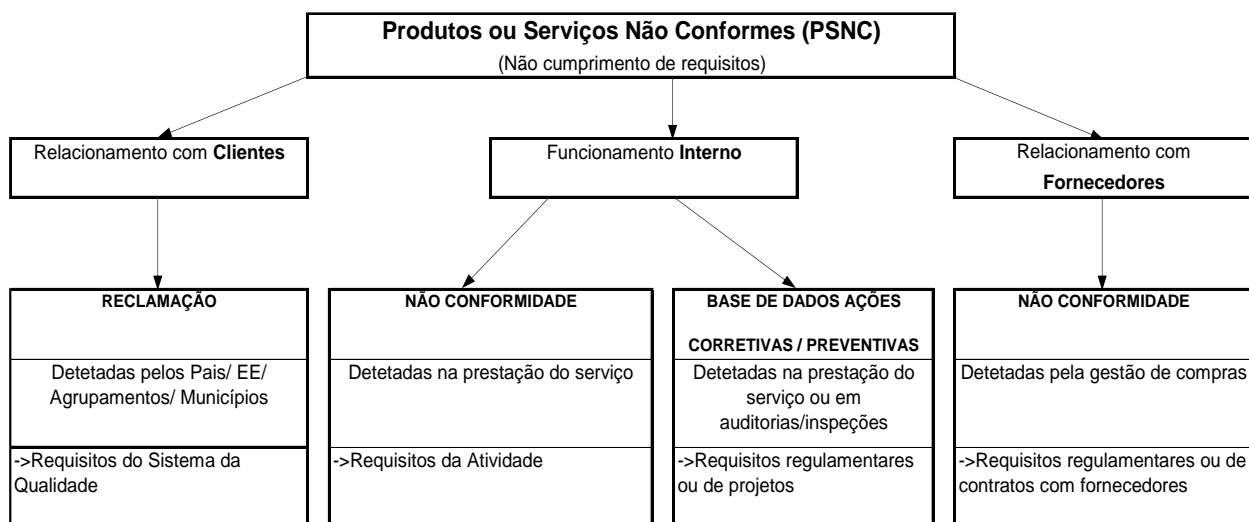 Produtos ou Serviços Não Conformes (PSNC)
(Não cumprimento de requisitos)
Relacionamento com Clientes
Funcionamento Interno
Relacionamento com
Fornecedores
RECLAMAÇÃO
Detetadas pelos Pais/ EE/
Agrupamentos/ Municípios
->Requisitos do Sistema da
Qualidade
NÃO CONFORMIDADE
Detetadas na prestação do serviço
->Requisitos da Atividade
BASE DE DADOS AÇÕES
CORRETIVAS / PREVENTIVAS
Detetadas na prestação do
serviço ou em
auditorias/inspeções
->Requisitos regulamentares
ou de projetos
NÃO CONFORMIDADE
Detetadas pela gestão de compras
->Requisitos regulamentares ou de
contratos com fornecedores